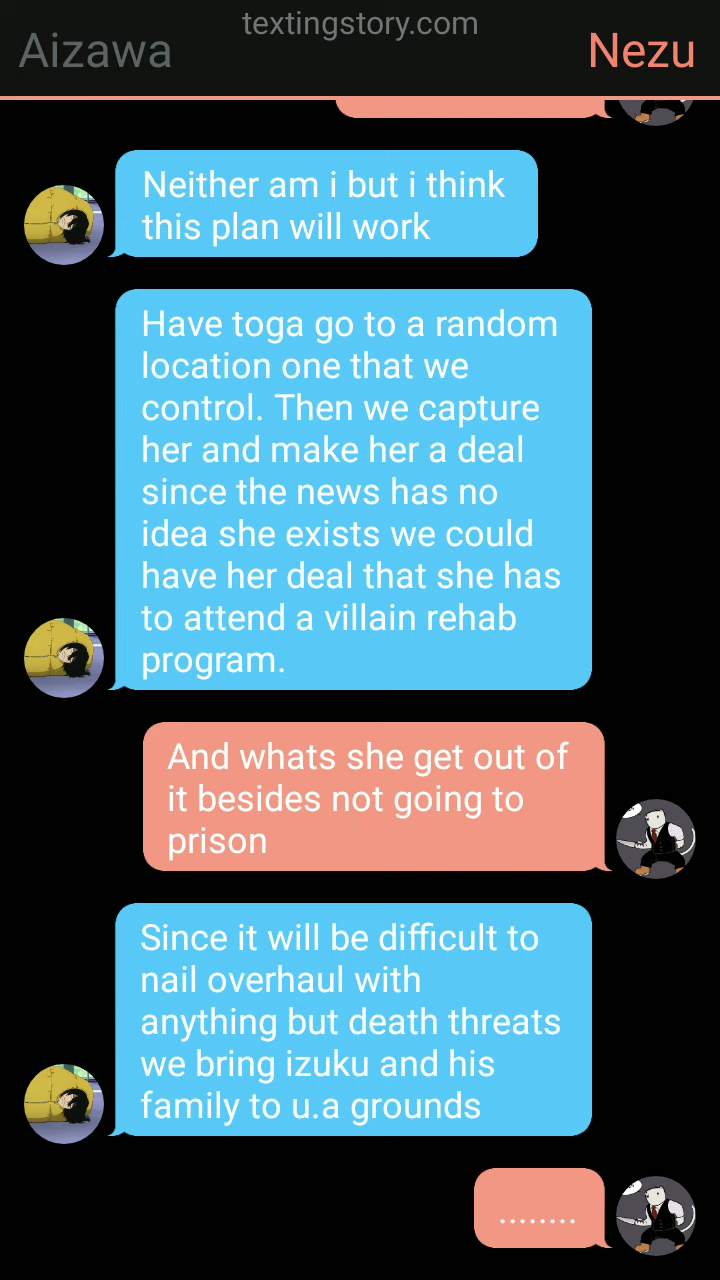 textingstory.com
Aizawa
Nezu
Neither am i but i think
this plan will work
Have toga go to a random
location one that we
control. Then we capture
her and make her a deal
since the news has no
idea she exists we could
have her deal that she has
to attend a villain rehab
program.
And whats she get out of
it besides not going to
prison
Since it will be difficult to
nail overhaul with
anything but death threats
we bring izuku and his
family to u.a grounds
........